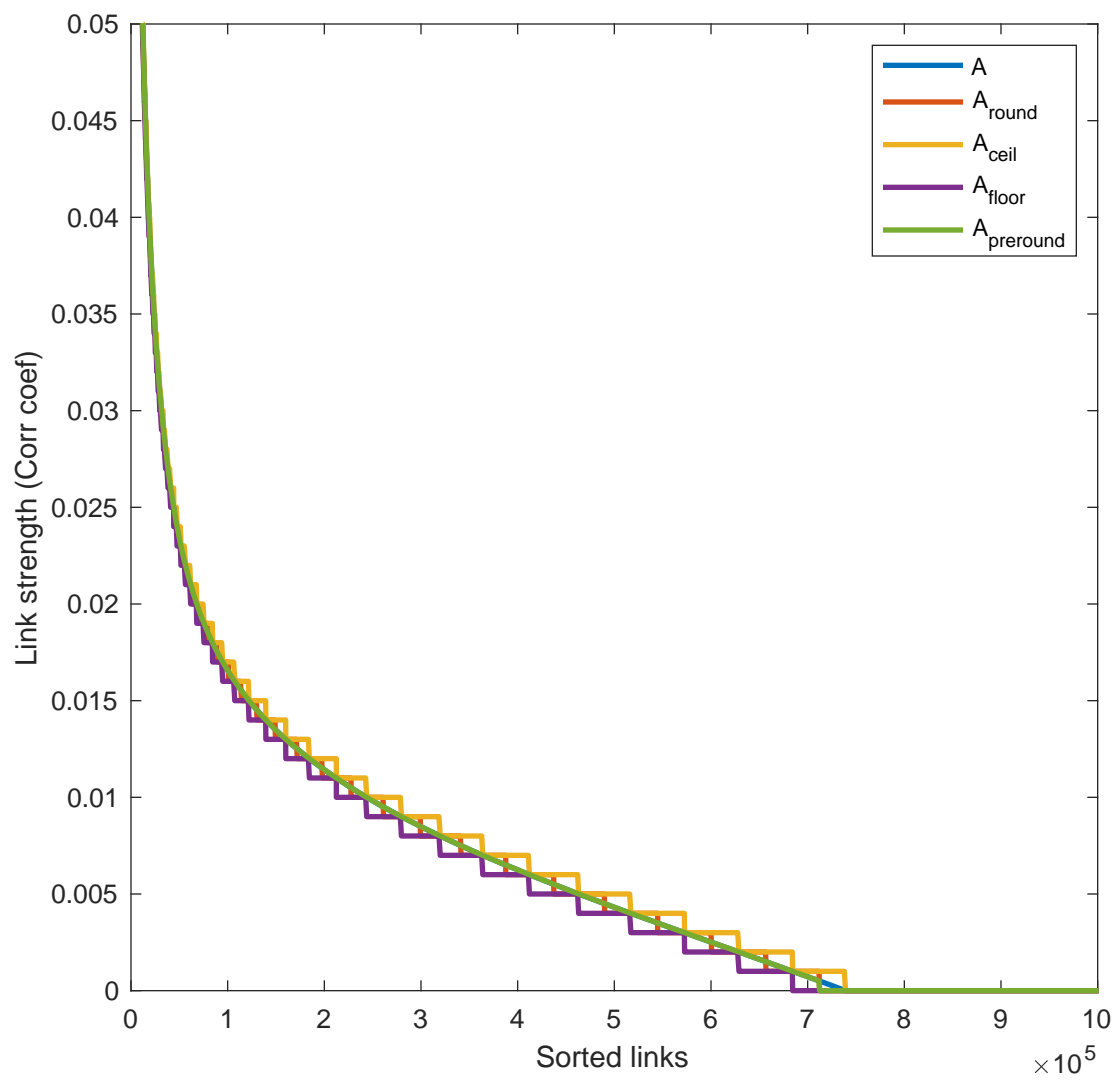 0.05
0.045
0.04
0.035
0.03
0.025
0.02
0.015
0.01
0.005
0
Link strength (Corr coef)
A
A_round
A_ceil
A_floor
A_preround
0 1 2 3 4 5 6 7 8 9 10
Sorted links
×10^5